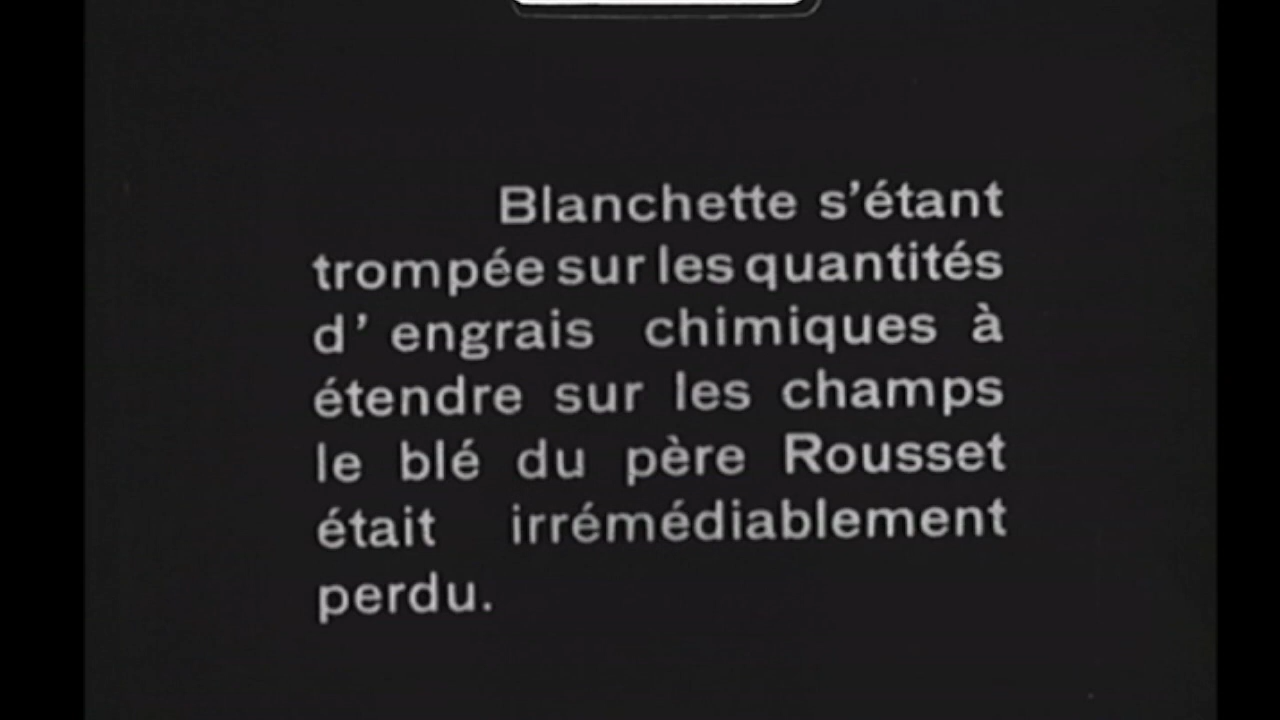 Blanchette s'étant
trompée sur les quantités
d' engrais chimiques à
étendre sur les champs
le blé du père Rousset
était irrémédiablement
perdu.